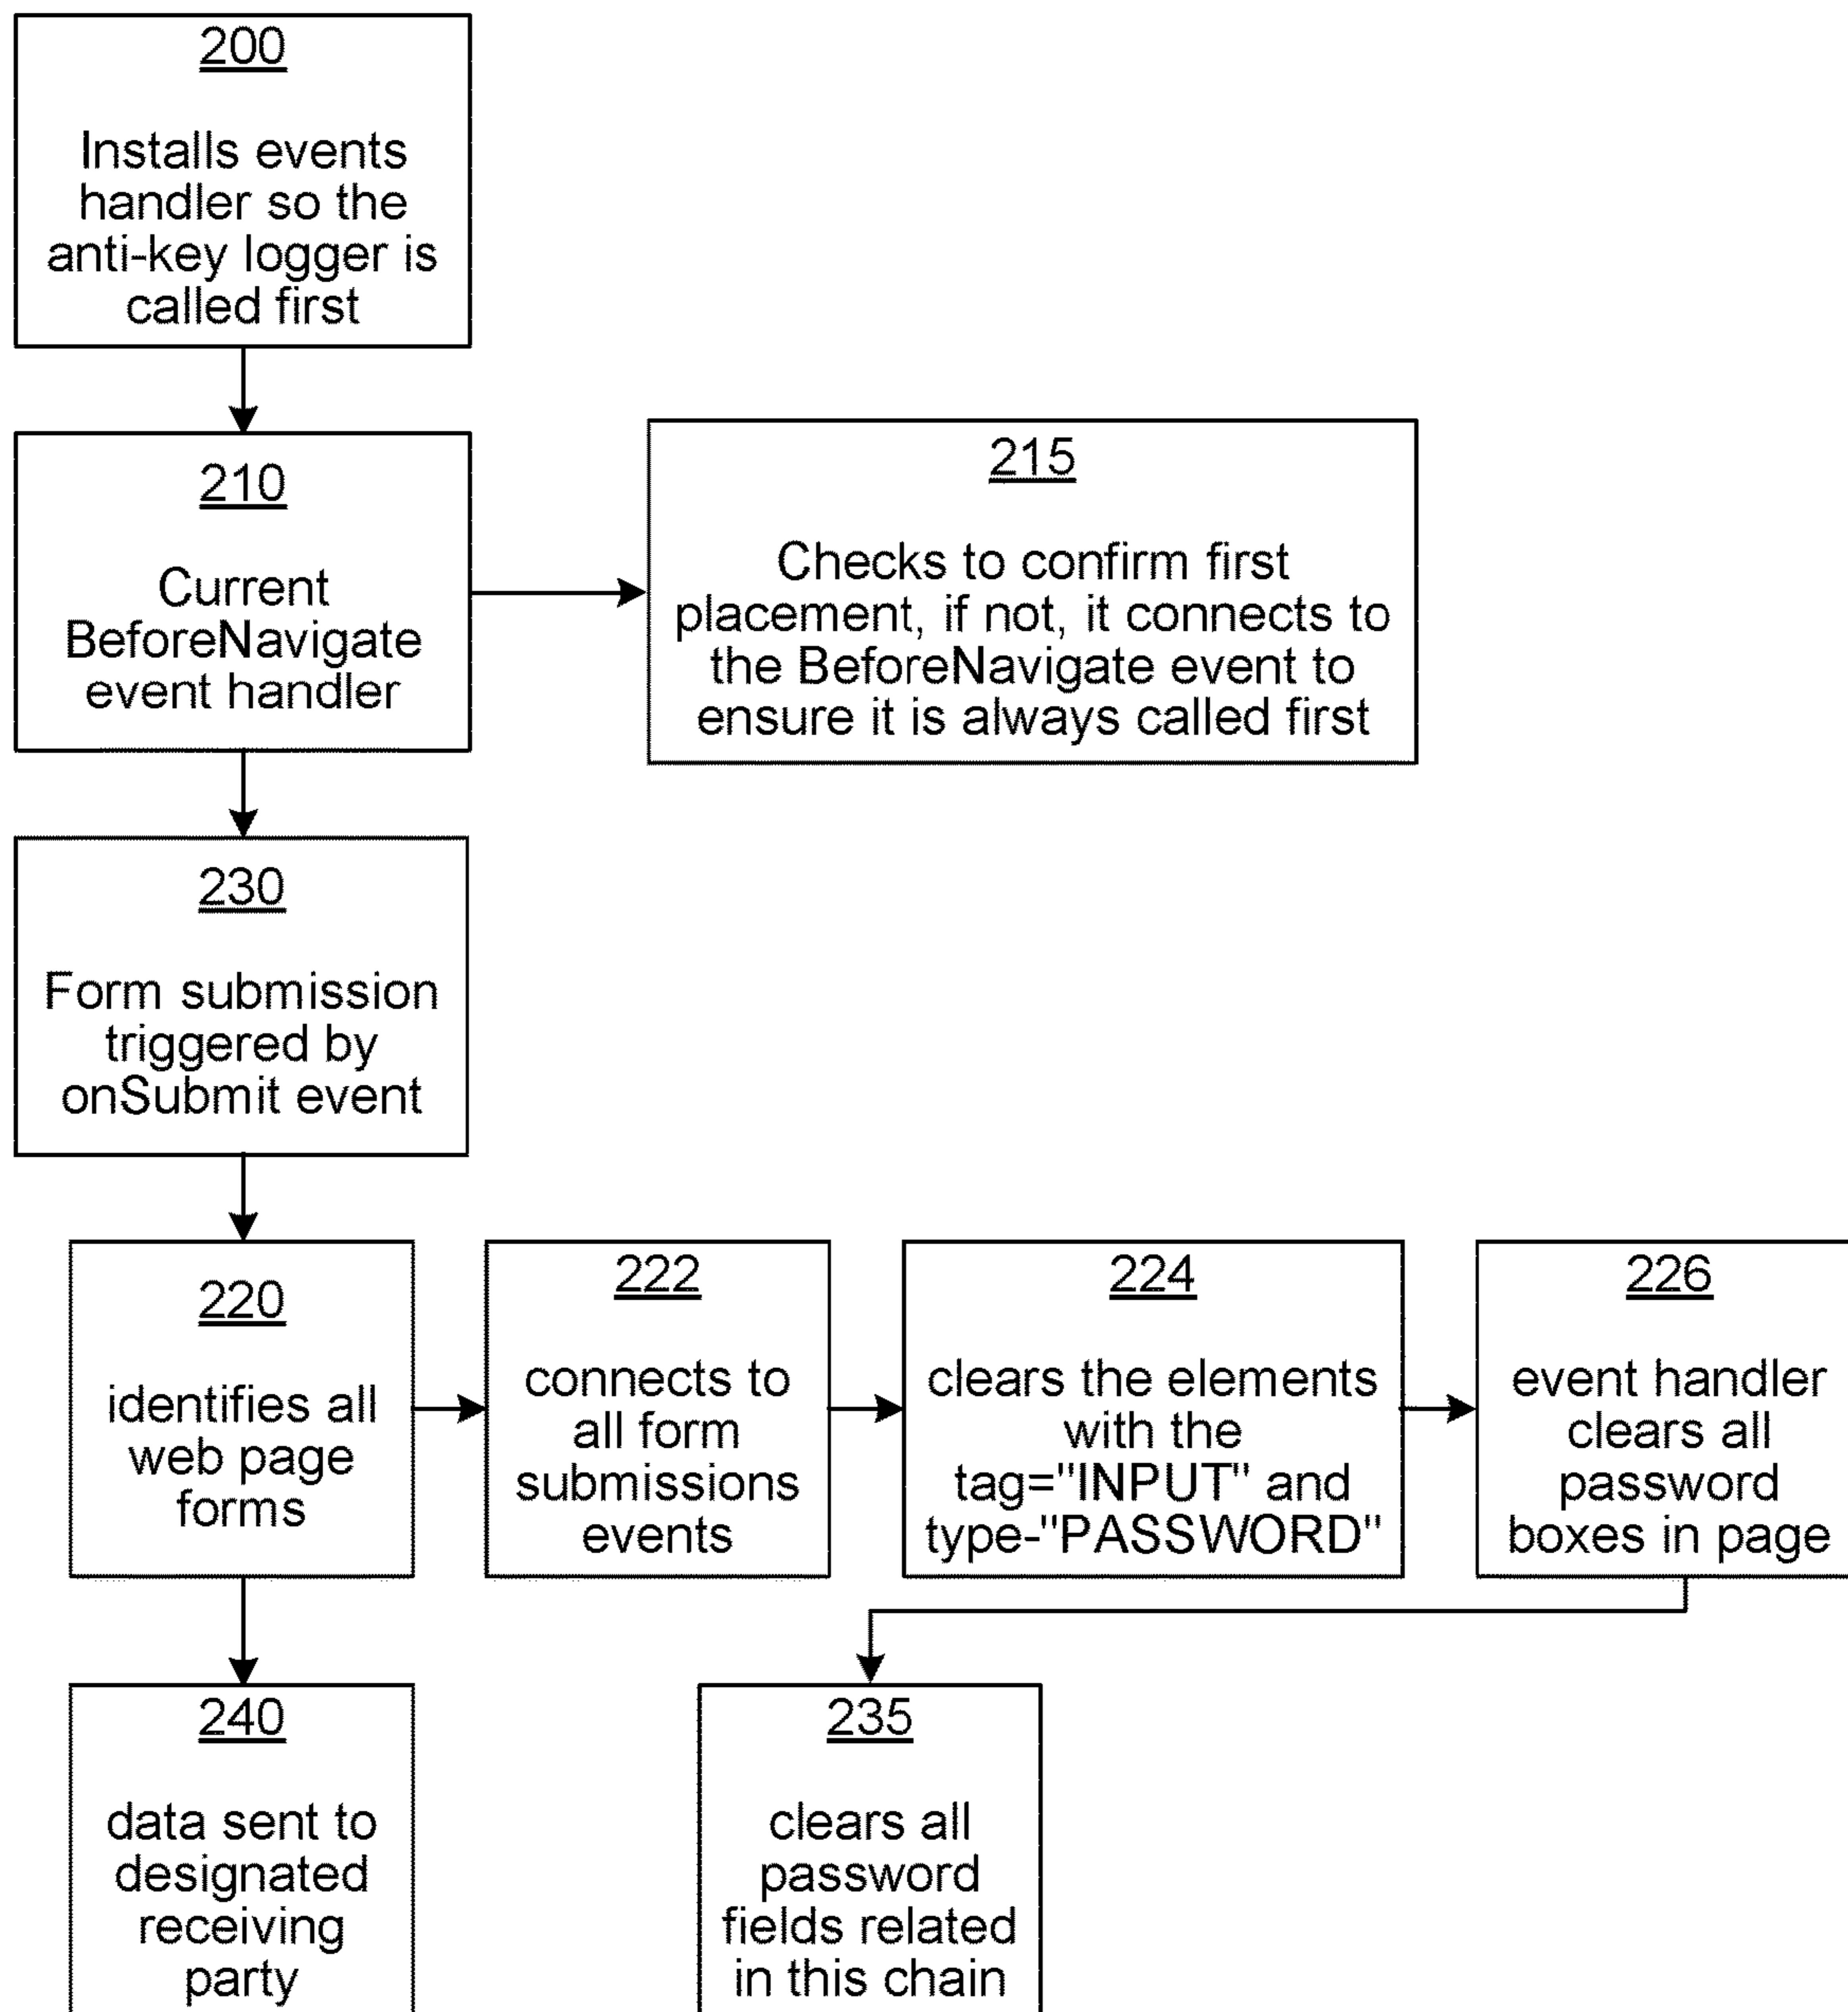 200
Installs events
handler so the
anti-key logger is
called first
210
Current
BeforeNavigate
event handler
215
Checks to confirm first
placement, if not, it connects to
the BeforeNavigate event to
ensure it is always called first
230
Form submission
triggered by
onSubmit event
220
identifies all
web page
forms
222
connects to
all form
submissions
events
224
clears the elements
with the
tag="INPUT" and
type-"PASSWORD"
226
event handler
clears all
password
boxes in page
240
data sent to
designated
receiving
party
235
clears all
password
fields related
in this chain